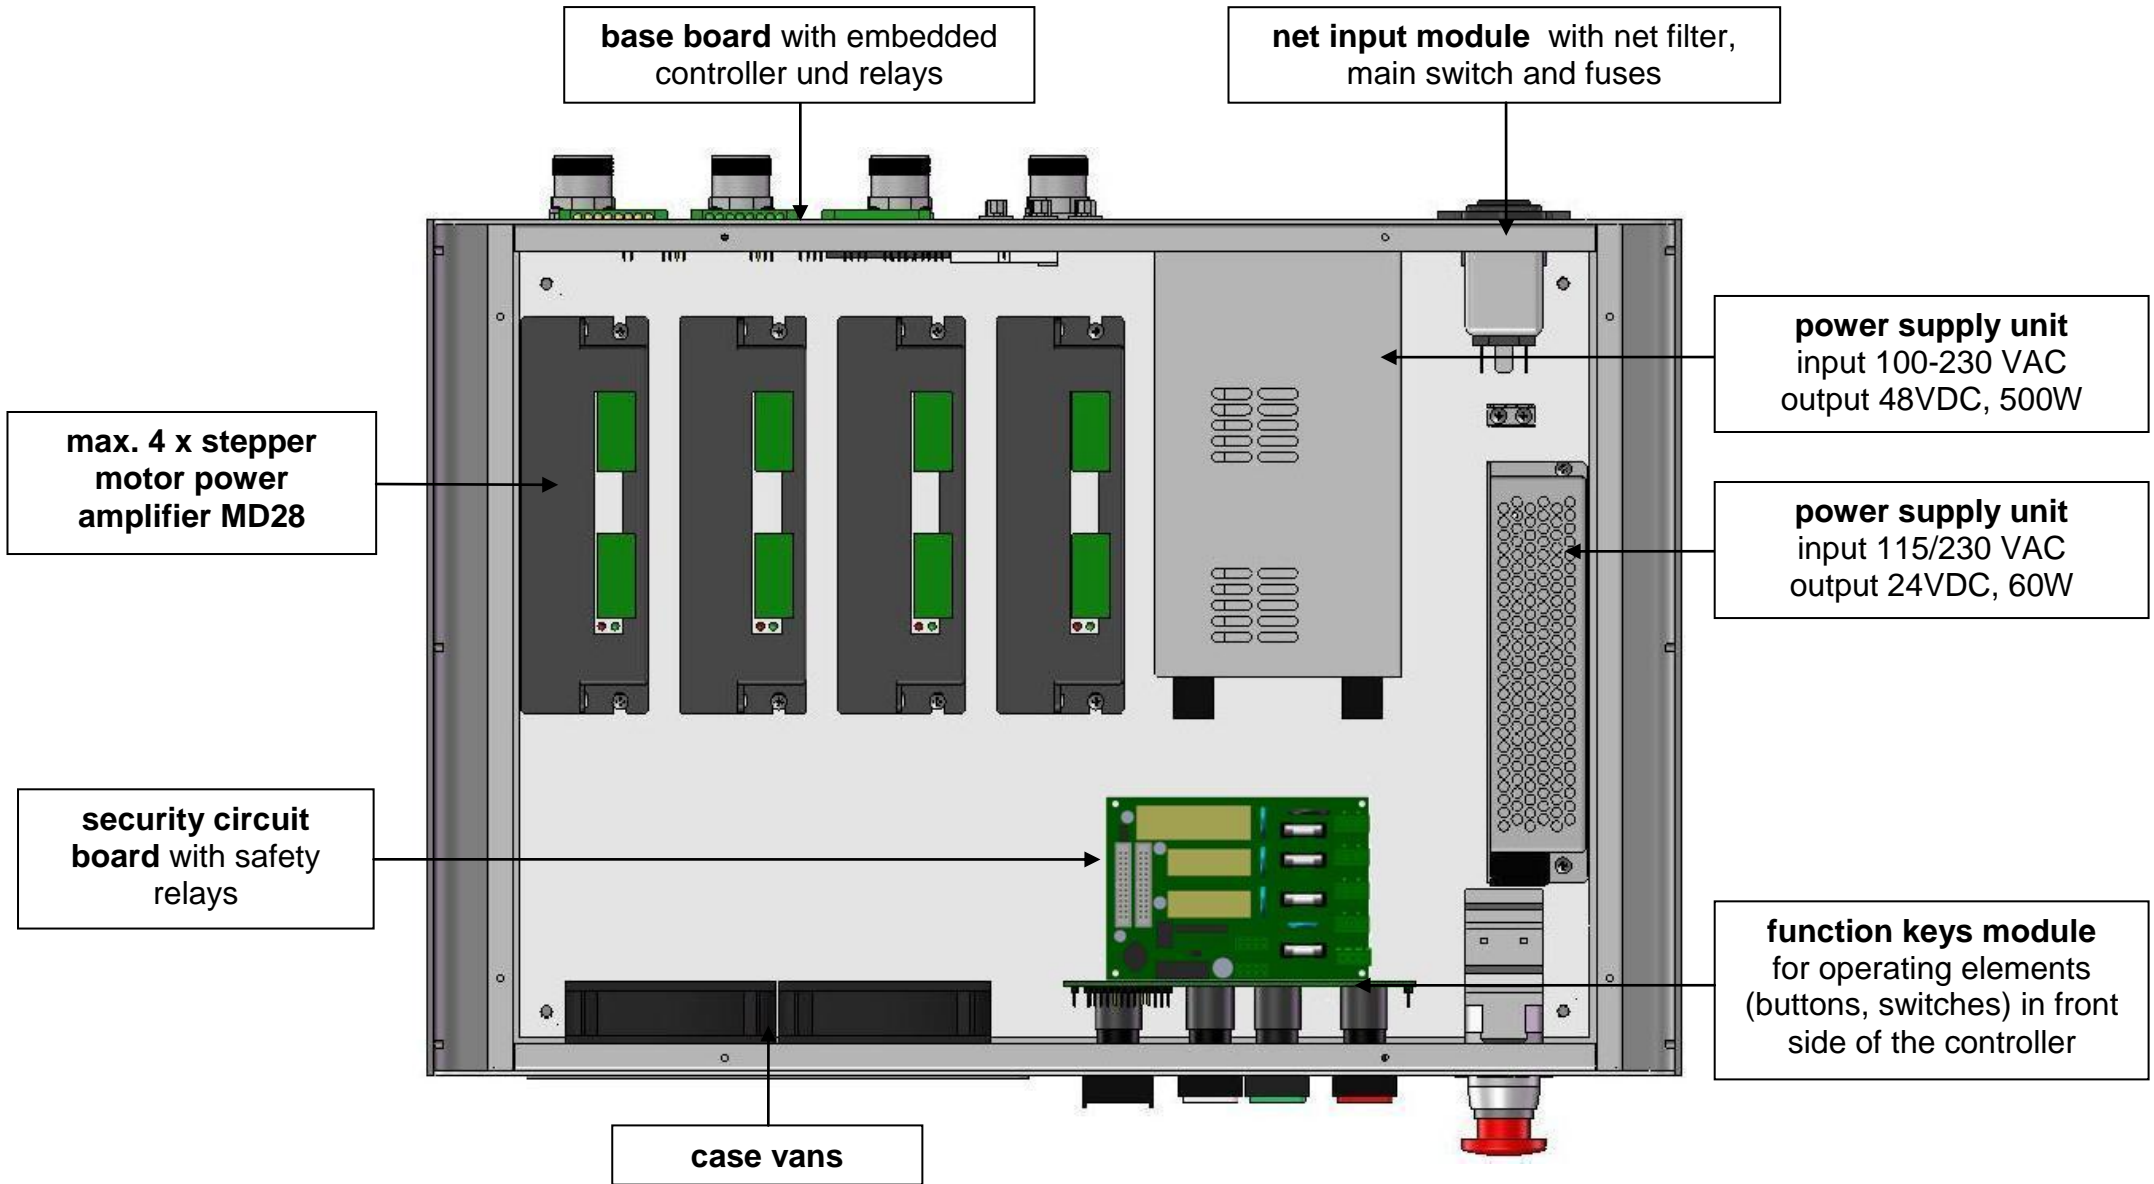 base board with embedded
controller und relays
net input module with net filter,
main switch and fuses
power supply unit
input 100-230 VAC
output 48VDC, 500W
max. 4 x stepper
motor power
amplifier MD28
power supply unit
input 115/230 VAC
output 24VDC, 60W
security circuit
board with safety
relays
function keys module
for operating elements
(buttons, switches) in front
side of the controller
case vans